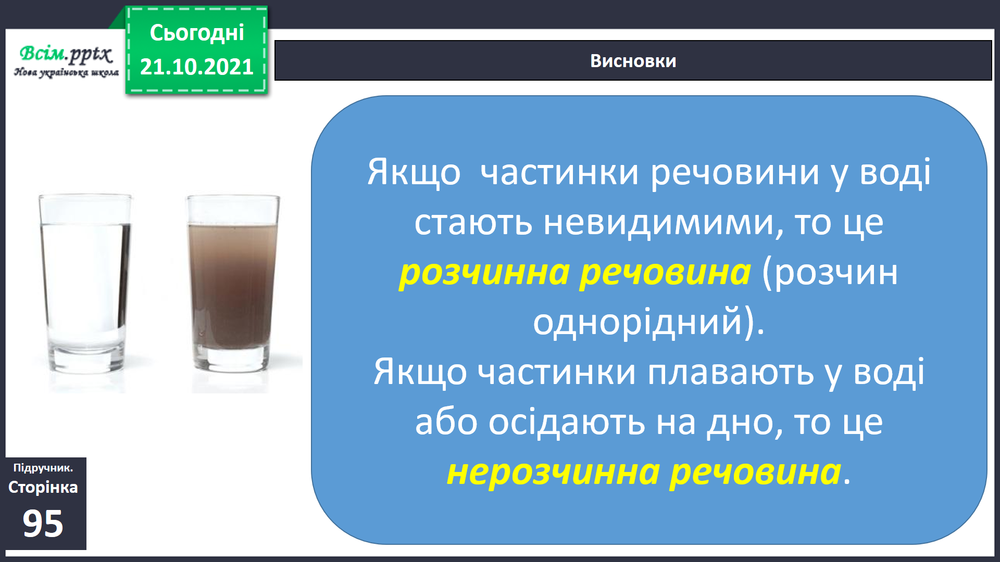 Сьогодні
21.10.2021
Всім.pptx
Нова українська школа
Висновки
Якщо частинки речовини у воді
стають невидимими, то це
розчинна речовина (розчин
однорідний).
Якщо частинки плавають у воді
або осідають на дно, то це
нерозчинна речовина.
Підручник.
Сторінка
95